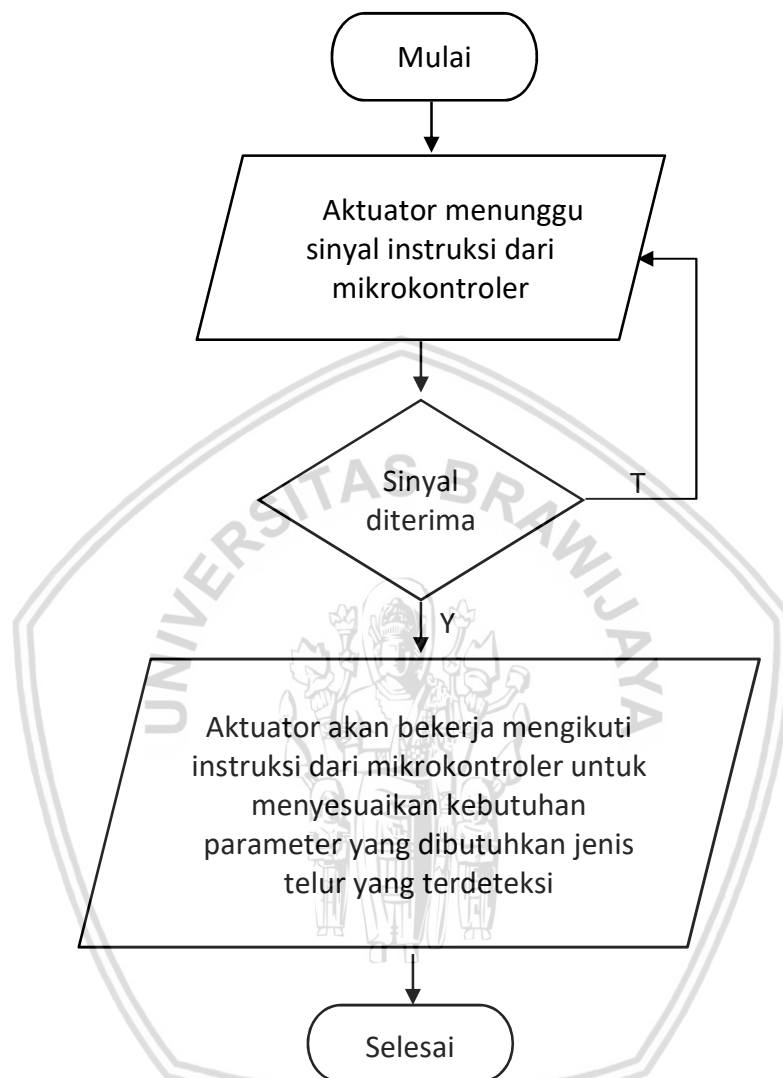 Mulai
Aktuator menunggu
sinyal instruksi dari
mikrokontroler
Sinyal
diterima
T
Y
UNIVERSITAS BRAWIJAYA
Aktuator akan bekerja mengikuti
instruksi dari mikrokontroler untuk
menyesuaikan kebutuhan
parameter yang dibutuhkan jenis
telur yang terdeteksi
Selesai